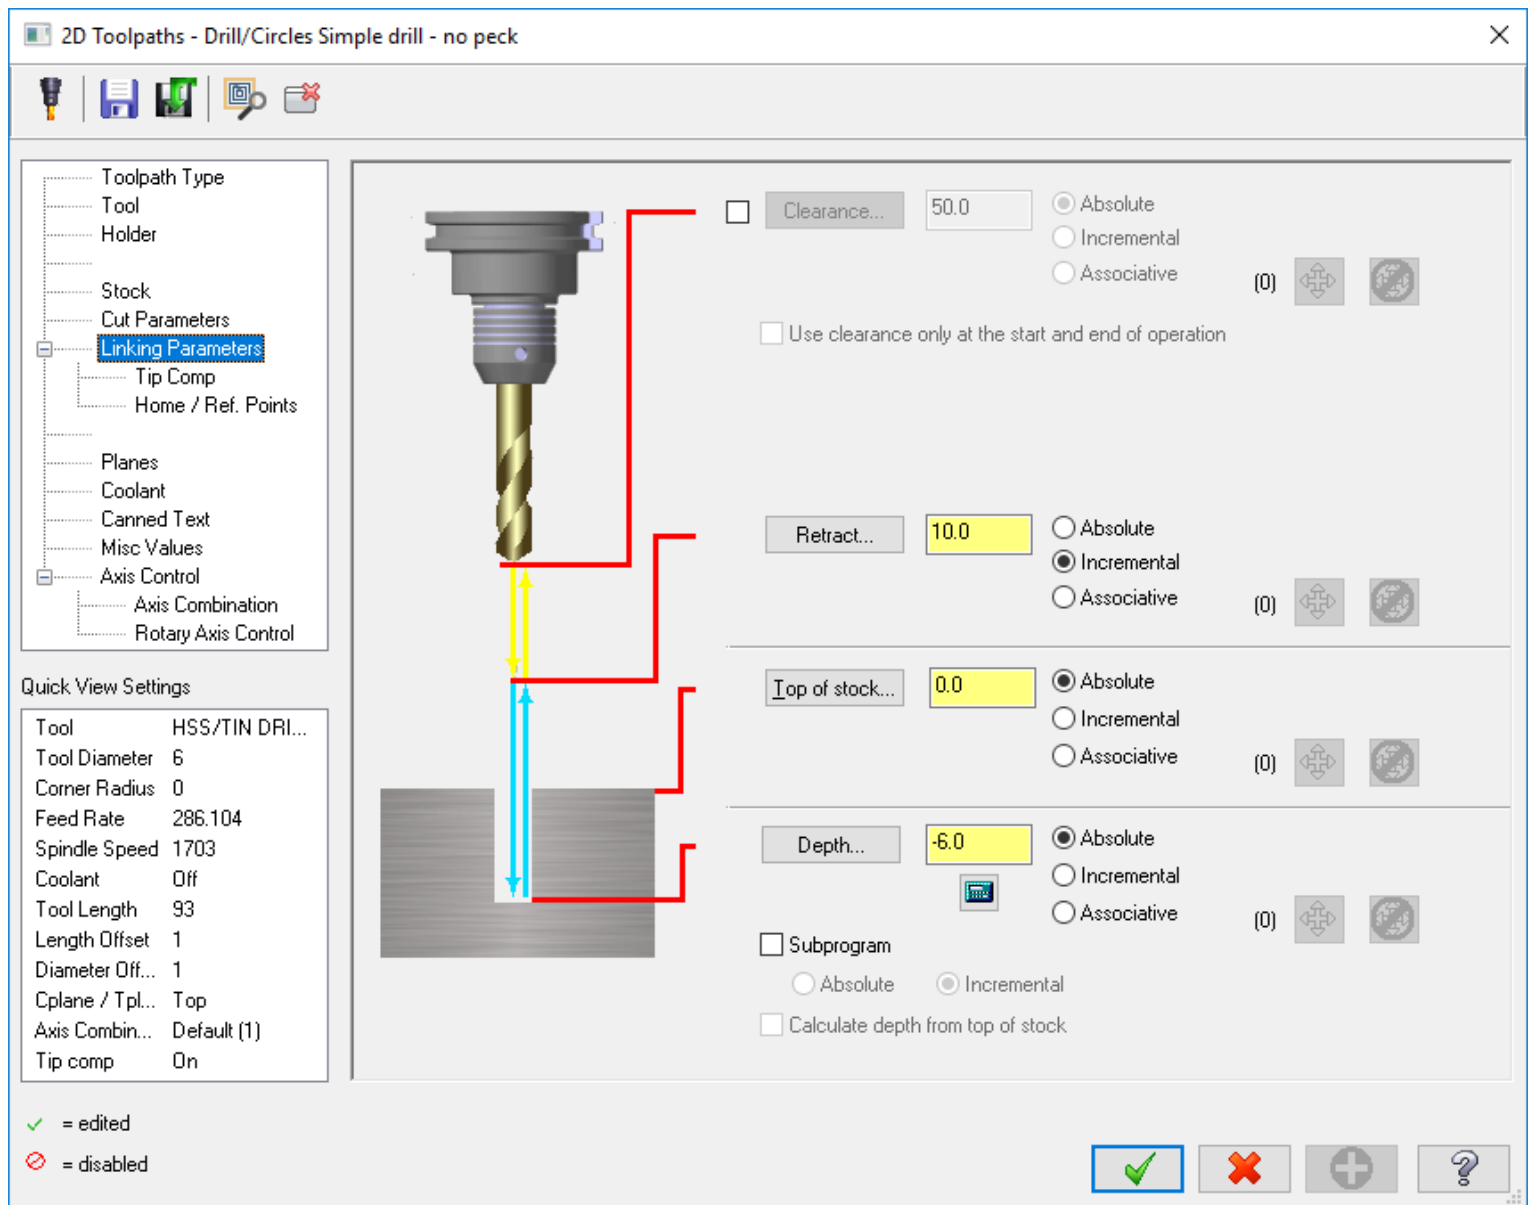 2D Toolpaths - Drill/Circles Simple drill - no peck
Toolpath Type
Tool
Holder
Stock
Cut Parameters
Linking Parameters
Tip Comp
Home / Ref. Points
Planes
Coolant
Canned Text
Misc Values
Axis Control
Axis Combination
Rotary Axis Control
Quick View Settings
Tool HSS/TIN DRI...
Tool Diameter 6
Corner Radius 0
Feed Rate 286.104
Spindle Speed 1703
Coolant Off
Tool Length 93
Length Offset 1
Diameter Off... 1
Cplane / Tpl... Top
Axis Combin... Default (1)
Tip comp On
= edited
= disabled
Clearance... 50.0 Absolute
Incremental
Associative (0)
Use clearance only at the start and end of operation
Retract... 10.0 Absolute
Incremental
Associative (0)
Top of stock... 0.0 Absolute
Incremental
Associative (0)
Depth... -6.0 Absolute
Incremental
Associative (0)
Subprogram
Absolute Incremental
Calculate depth from top of stock